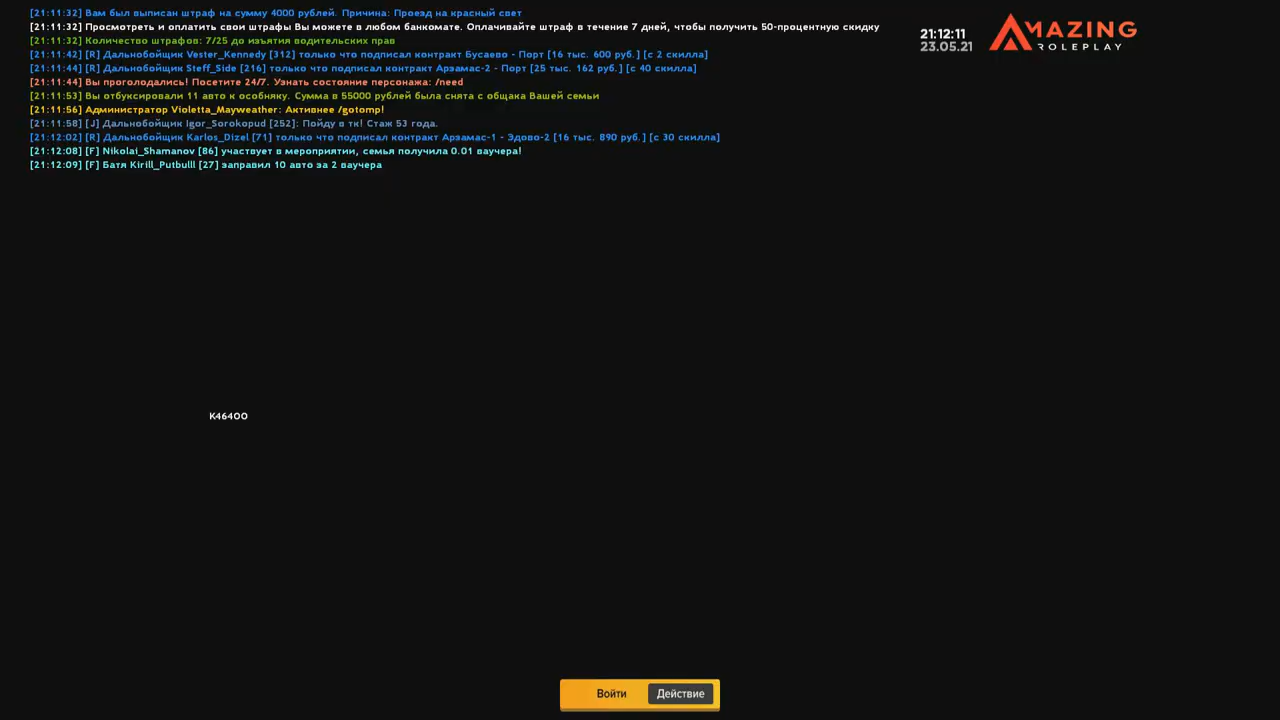 [21:11:32] Вам был выписан штраф на сумму 4000 рублей. Причина: Проезд на красный свет
[21:11:32] Просмотреть и оплатить свои штрафы Вы можете в любом банкомате. Оплачивайте штраф в течение 7 дней, чтобы получить 50-процентную скидку
[21:11:32] Количество штрафов: 7/25 до изъятия водительских прав
[21:11:42] [R] Дальнобойщик Vester_Kennedy [312] только что подписал контракт Бусаево - Порт [16 тыс. 600 руб.] [с 2 скилла]
[21:11:44] [R] Дальнобойщик Steff_Side [216] только что подписал контракт Арзамас-2 - Порт [25 тыс. 162 руб.] [с 40 скилла]
[21:11:44] Вы проголодались! Посетите 24/7. Узнать состояние персонажа: /need
[21:11:53] Вы отбуксировали 11 авто к особняку. Сумма в 55000 рублей была снята с общака Вашей семьи
[21:11:56] Администратор Violetta_Mayweather: Активнее /gotomp!
[21:11:58] [J] Дальнобойщик Igor_Sorokopud [252]: Пойду в тк! Стаж 53 года.
[21:12:02] [R] Дальнобойщик Karlos_Dizel [71] только что подписал контракт Арзамас-1 - Эдово-2 [16 тыс. 890 руб.] [с 30 скилла]
[21:12:08] [F] Nikolai_Shamanov [86] участвует в мероприятии, семья получила 0.01 ваучера!
[21:12:09] [F] Батя Kirill_Putbulll [27] заправил 10 авто за 2 ваучера
21:12:11
23.05.21
AMAZING
ROLEPLAY
K46400
Войти Действие